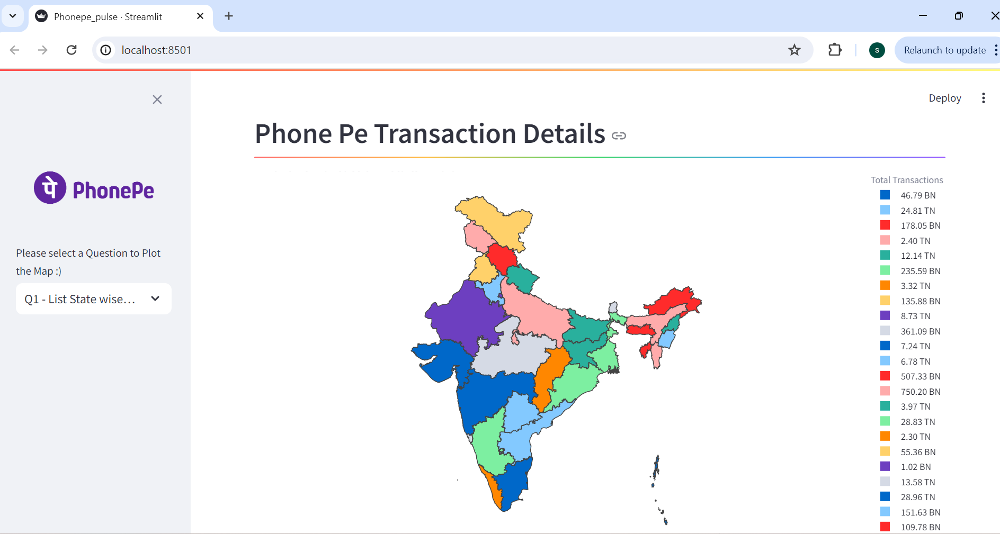 Phonepe_pulse · Streamlit
localhost:8501
S
Relaunch to update
Deploy
Phone Pe Transaction Details
पे PhonePe
Please select a Question to Plot
the Map :)
Q1 - List State wise...
Total Transactions
46.79 BN
24.81 TN
178.05 BN
2.40 TN
12.14 TN
235.59 BN
3.32 TN
135.88 BN
8.73 TN
361.09 BN
7.24 TN
6.78 TN
507.33 BN
750.20 BN
3.97 TN
28.83 TN
2.30 TN
55.36 BN
1.02 BN
13.58 TN
28.96 TN
151.63 BN
109.78 BN